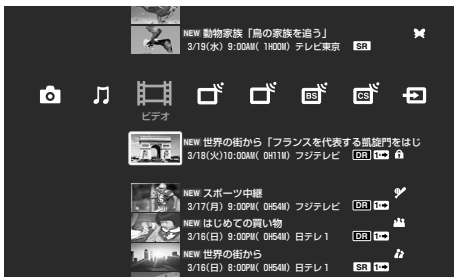 NEW 動物家族「鳥の家族を追う」
3/19(水) 9:00AM( 1H00M) テレビ東京 SR
BS
CS
ビデオ
NEW 世界の街から「フランスを代表する凱旋門をはじ
3/18(火)10:00AM( 0H11M) フジテレビ DR 1
NEW スポーツ中継
3/17(月) 9:00PM( 0H54M) フジテレビ DR 1
NEW はじめての買い物
3/16(日) 9:00PM( 0H54M) 日テレ1 DR 1
NEW 世界の街から
3/16(日) 8:00PM( 0H54M) 日テレ1 SR 1